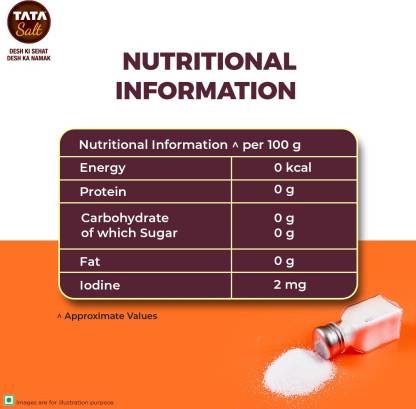 TATA
Salt
DESH KI SEHAT
DESH KA NAMAK
NUTRITIONAL
INFORMATION
Nutritional Information ^ per 100 g
Energy 0 kcal
Protein 0 g
Carbohydrate 0 g
of which Sugar 0 g
Fat 0 g
Iodine 2 mg
^ Approximate Values
Images are for illustration purpose